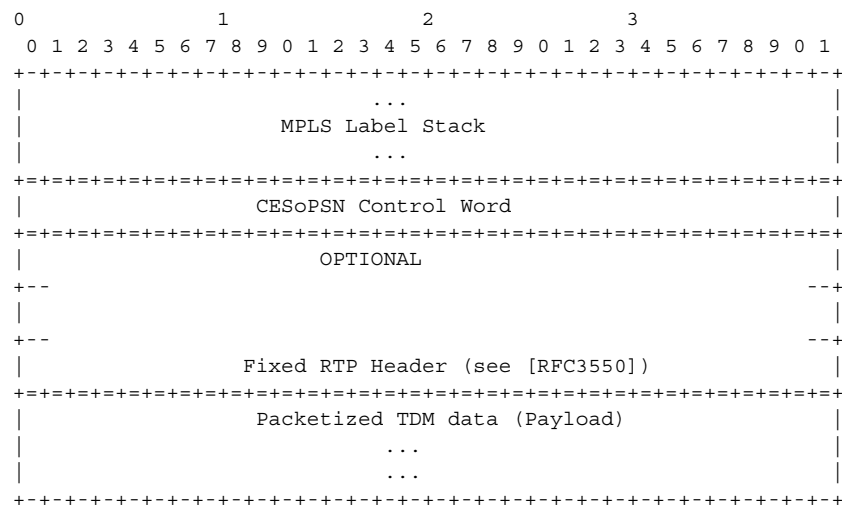 0                   1                   2                   3
 0 1 2 3 4 5 6 7 8 9 0 1 2 3 4 5 6 7 8 9 0 1 2 3 4 5 6 7 8 9 0 1
+-+-+-+-+-+-+-+-+-+-+-+-+-+-+-+-+-+-+-+-+-+-+-+-+-+-+-+-+-+-+-+-+
|                           ...                                 |
|                    MPLS Label Stack                           |
|                           ...                                 |
+=+=+=+=+=+=+=+=+=+=+=+=+=+=+=+=+=+=+=+=+=+=+=+=+=+=+=+=+=+=+=+=+
|                  CESoPSN Control Word                         |
+=+=+=+=+=+=+=+=+=+=+=+=+=+=+=+=+=+=+=+=+=+=+=+=+=+=+=+=+=+=+=+=+
|                       OPTIONAL                                |
+--                                                           --+
|                                                               |
+--                                                           --+
|                 Fixed RTP Header (see [RFC3550])              |
+=+=+=+=+=+=+=+=+=+=+=+=+=+=+=+=+=+=+=+=+=+=+=+=+=+=+=+=+=+=+=+=+
|                  Packetized TDM data (Payload)                |
|                            ...                                |
|                            ...                                |
+-+-+-+-+-+-+-+-+-+-+-+-+-+-+-+-+-+-+-+-+-+-+-+-+-+-+-+-+-+-+-+-+